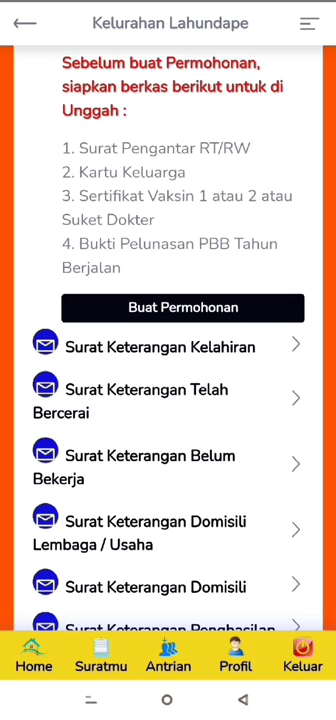 Kelurahan Lahundape
Sebelum buat Permohonan,
siapkan berkas berikut untuk di
Unggah :
1. Surat Pengantar RT/RW
2. Kartu Keluarga
3. Sertifikat Vaksin 1 atau 2 atau
Suket Dokter
4. Bukti Pelunasan PBB Tahun
Berjalan
Buat Permohonan
Surat Keterangan Kelahiran
Surat Keterangan Telah
Bercerai
Surat Keterangan Belum
Bekerja
Surat Keterangan Domisili
Lembaga / Usaha
Surat Keterangan Domisili
Surat Keterangan Penghasilan
Home Suratmu Antrian Profil Keluar